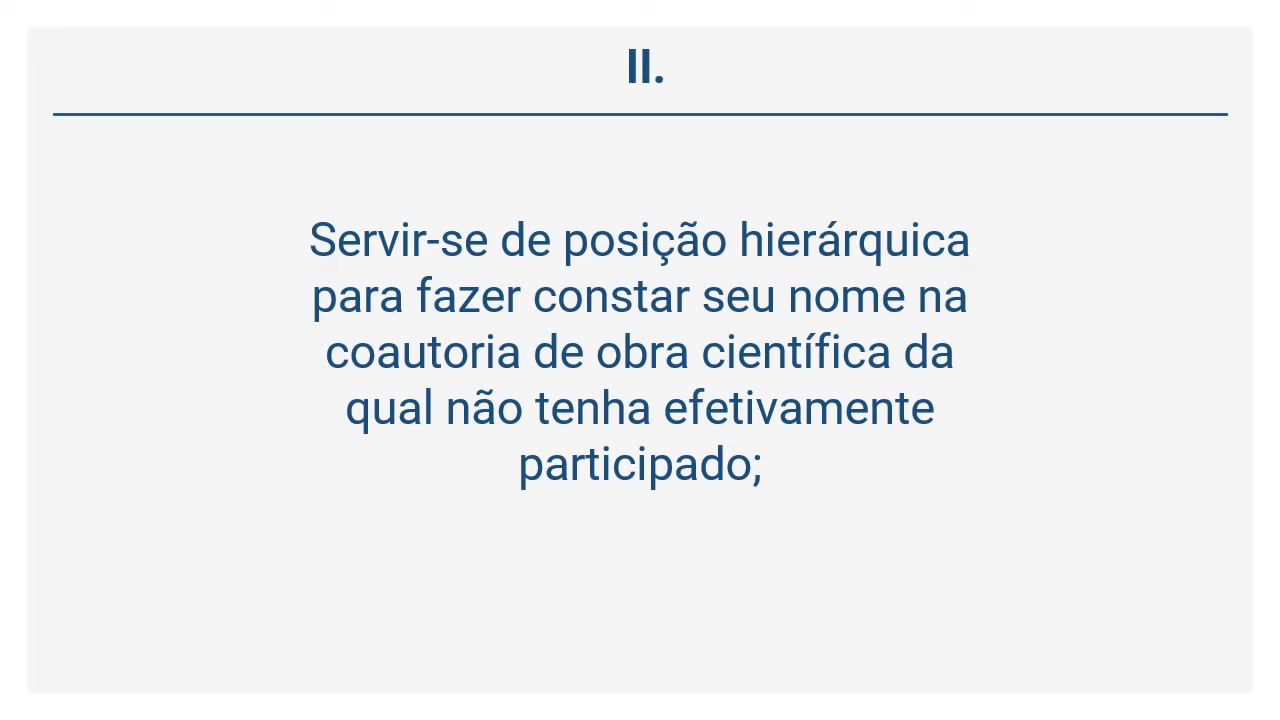 II.
Servir-se de posição hierárquica
para fazer constar seu nome na
coautoria de obra científica da
qual não tenha efetivamente
participado;